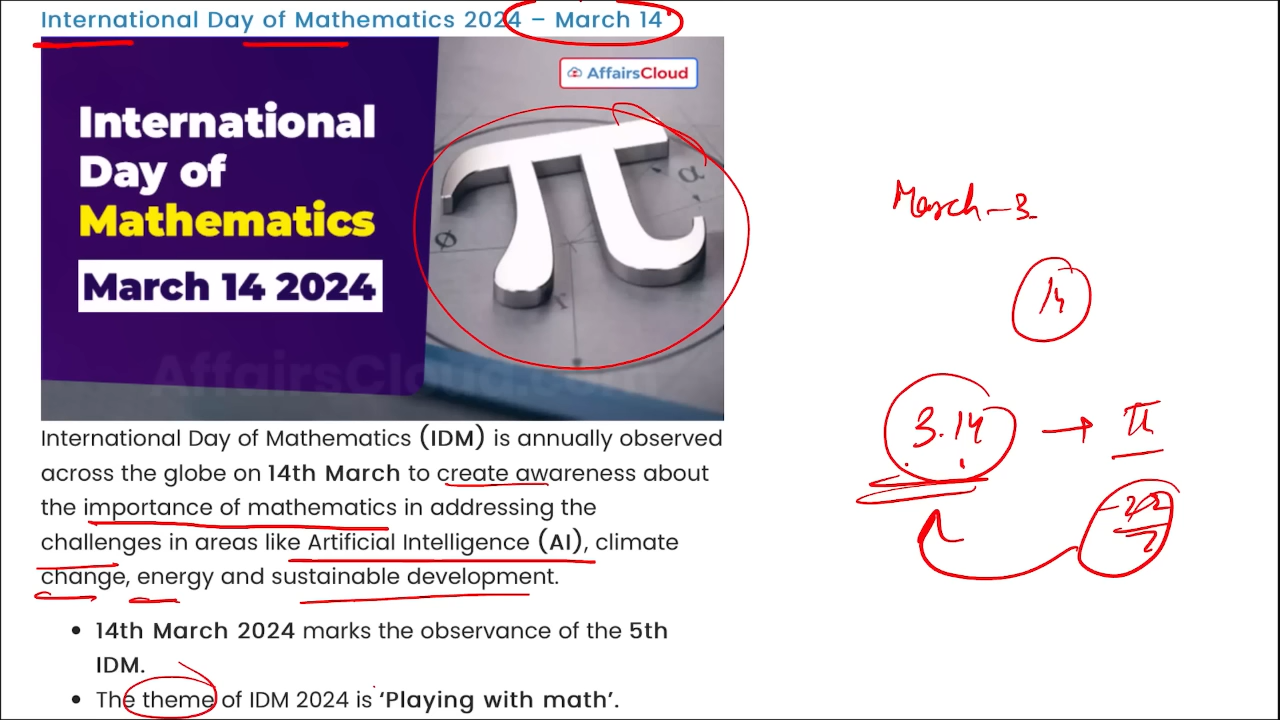 International Day of Mathematics 2024 – March 14
AffairsCloud
International
Day of
Mathematics
March 14 2024
α
Ø
r
AffairsCloud.com
March - 3
14
3.14 → π
22
7
International Day of Mathematics (IDM) is annually observed
across the globe on 14th March to create awareness about
the importance of mathematics in addressing the
challenges in areas like Artificial Intelligence (AI), climate
change, energy and sustainable development.
• 14th March 2024 marks the observance of the 5th
IDM.
• The theme of IDM 2024 is ‘Playing with math’.